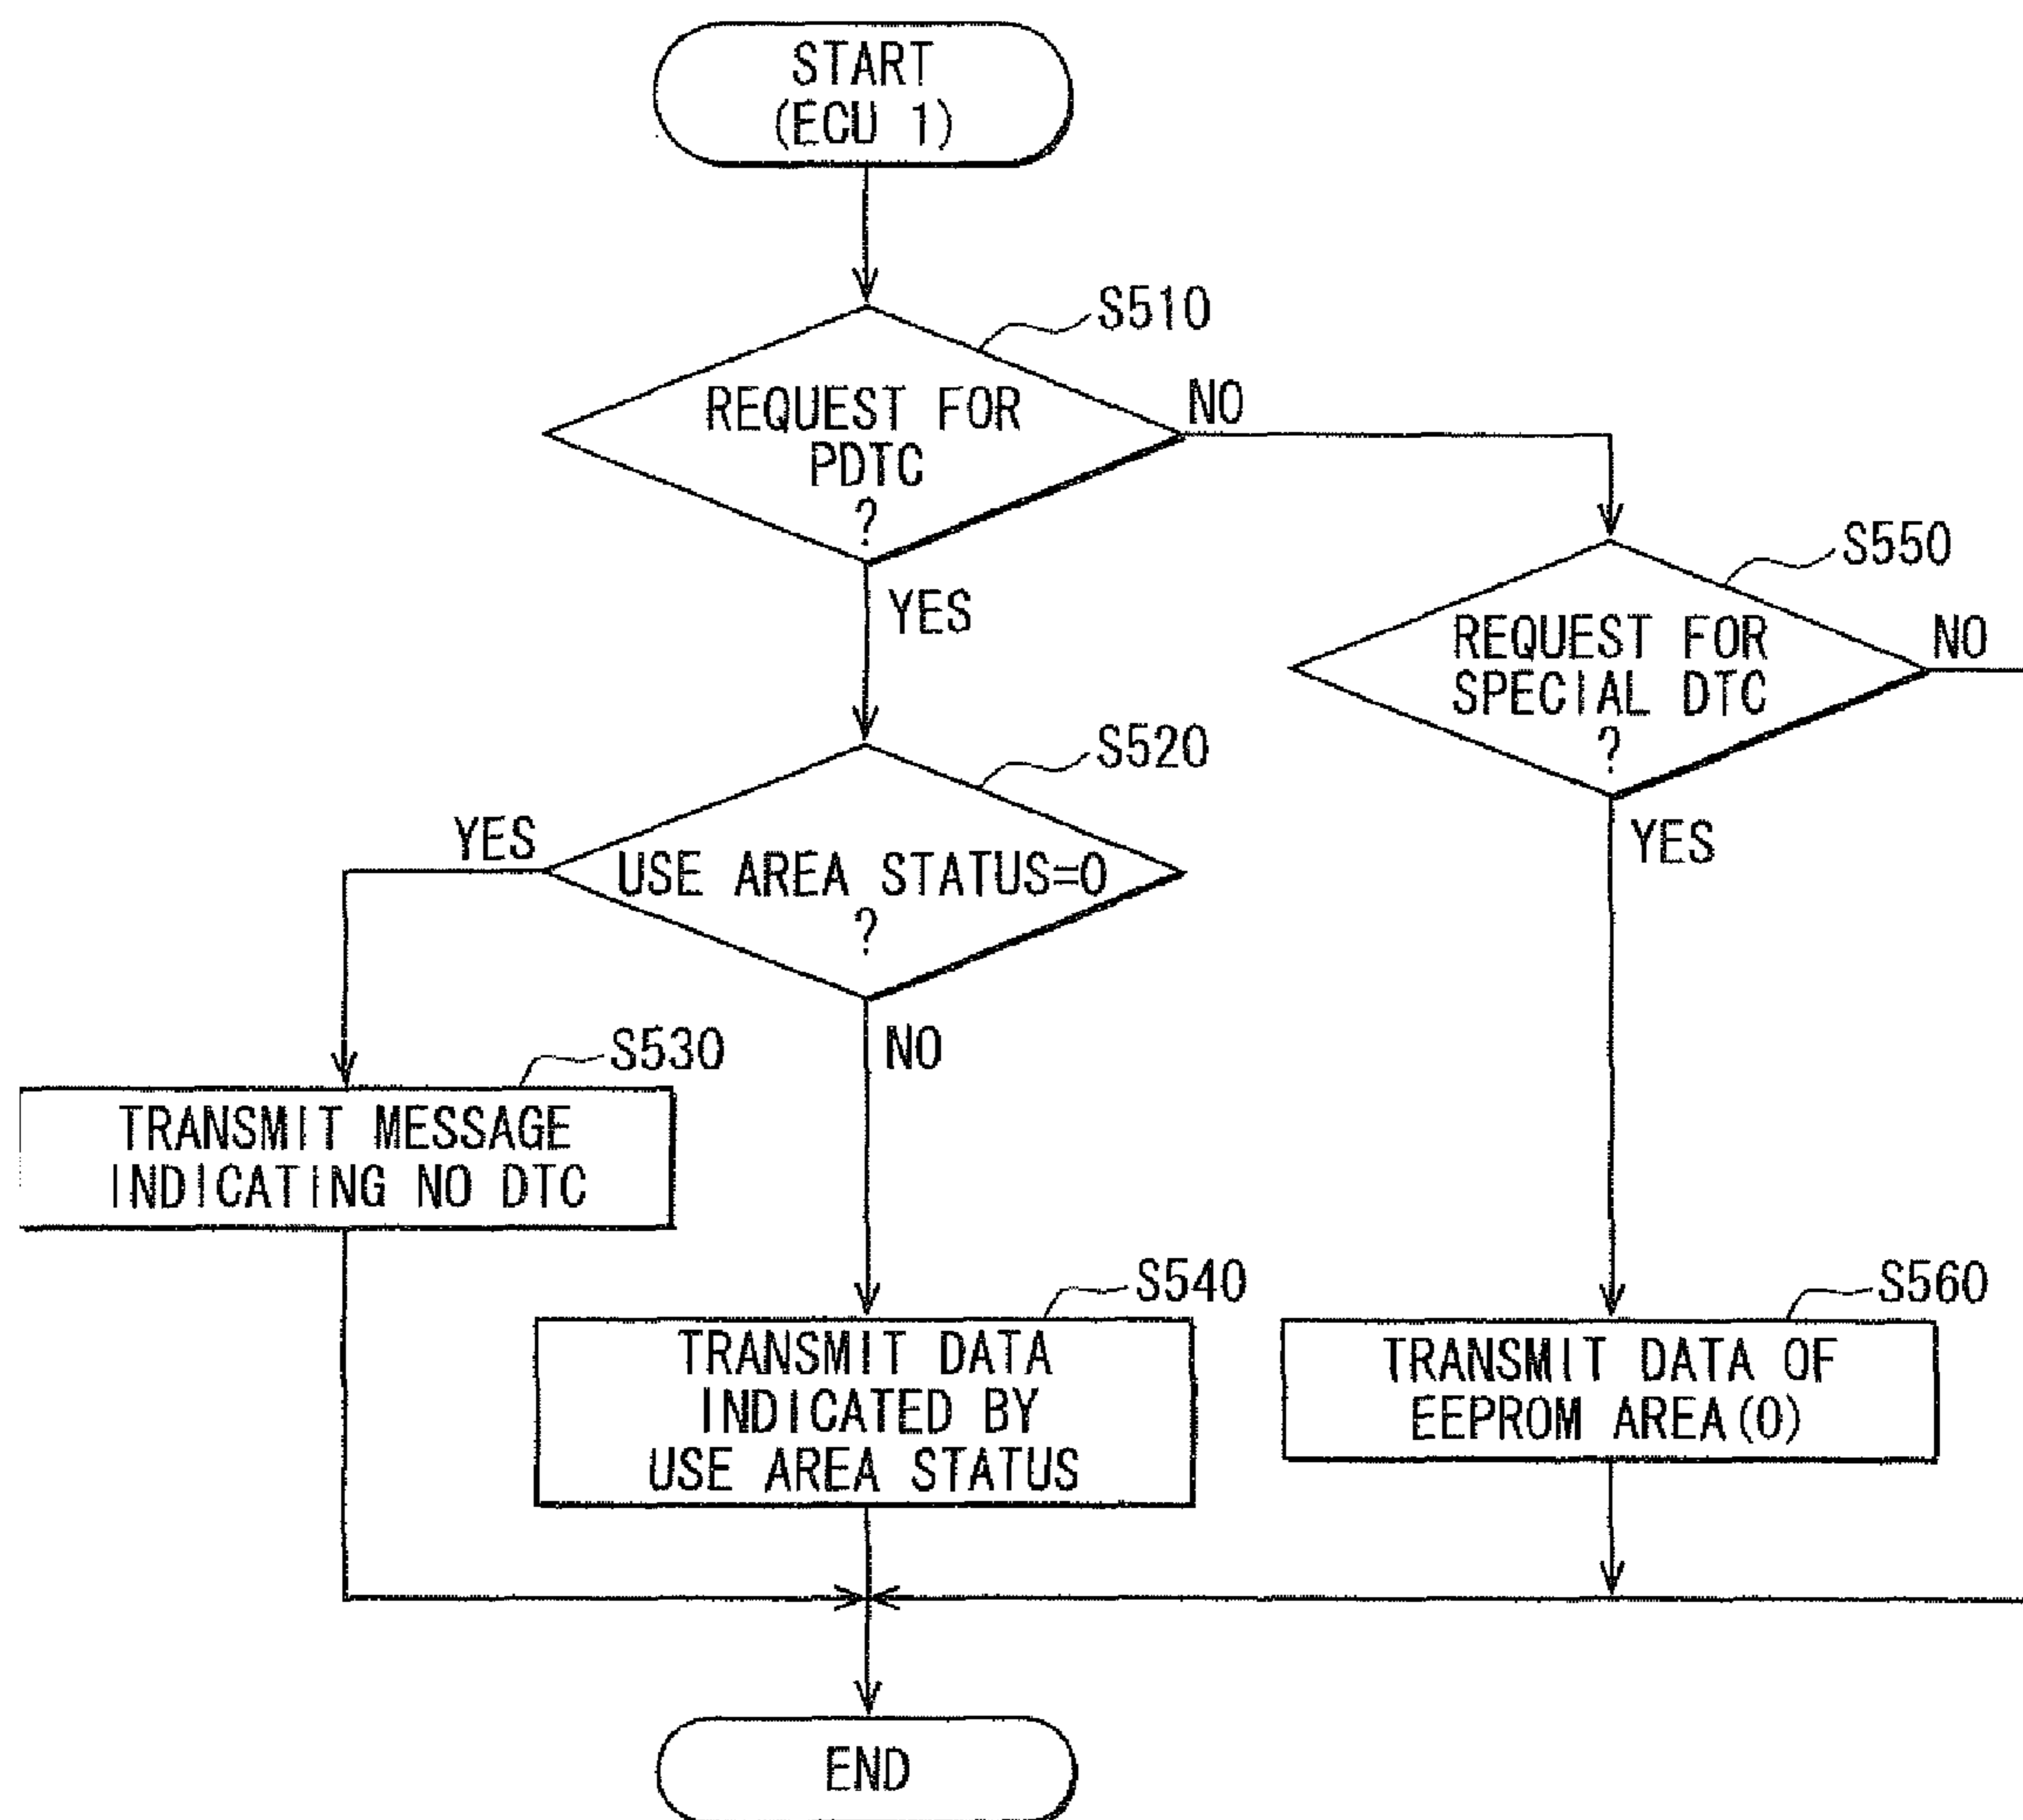 START
(ECU 1)
S510
REQUEST FOR
PDTC
?
NO
YES
S550
REQUEST FOR
SPECIAL DTC
?
NO
YES
S520
USE AREA STATUS=0
?
YES
NO
S530
TRANSMIT MESSAGE
INDICATING NO DTC
S540
TRANSMIT DATA
INDICATED BY
USE AREA STATUS
S560
TRANSMIT DATA OF
EEPROM AREA(0)
END